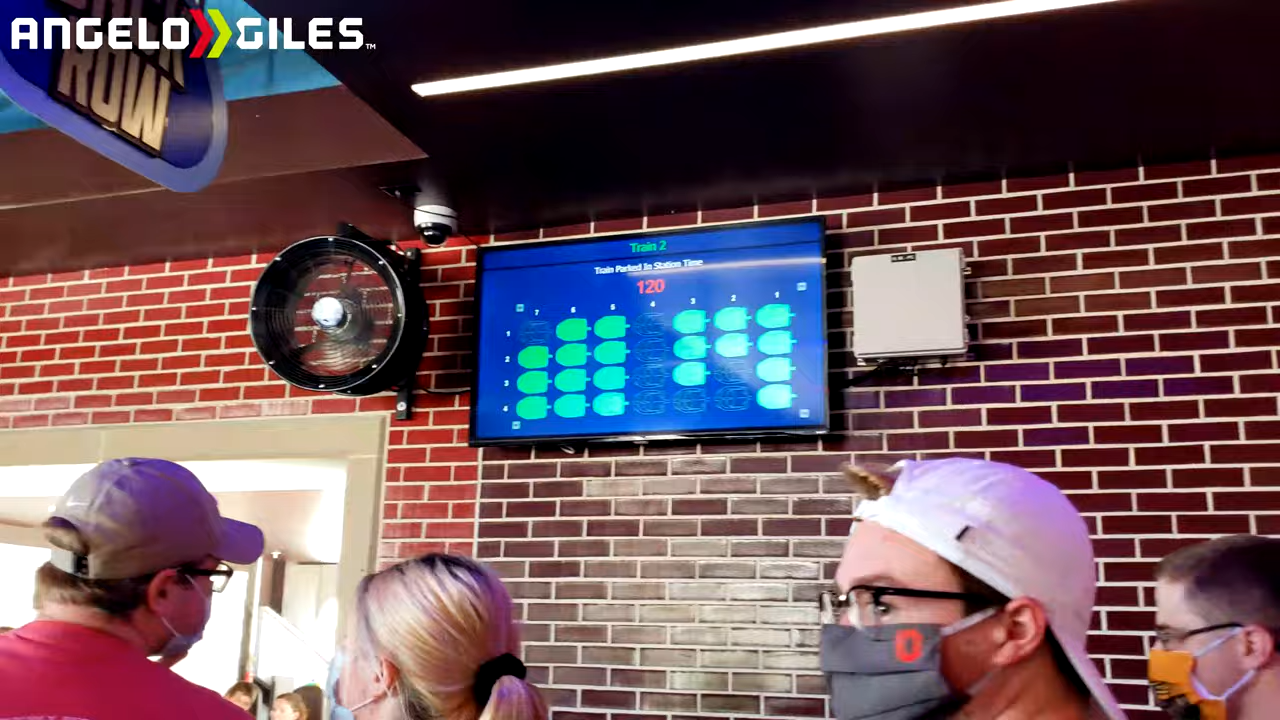 ANGELO GILES™
ROW
Train 2
Train Parked In Station Time
120
7 6 5 4 3 2 1
1
2
3
4
O